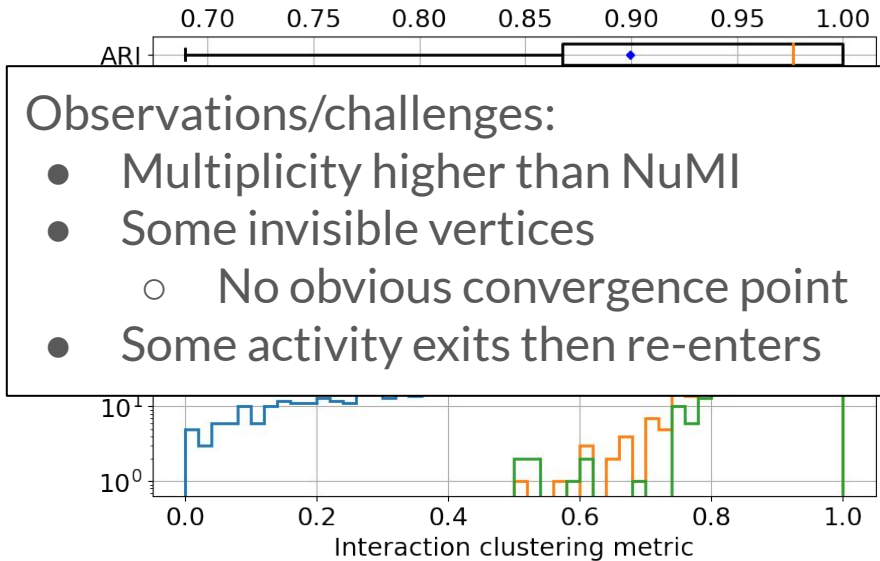 0.70 0.75 0.80 0.85 0.90 0.95 1.00
ARI
Observations/challenges:
● Multiplicity higher than NuMI
● Some invisible vertices
○ No obvious convergence point
● Some activity exits then re-enters
10¹
10⁰
0.0 0.2 0.4 0.6 0.8 1.0
Interaction clustering metric